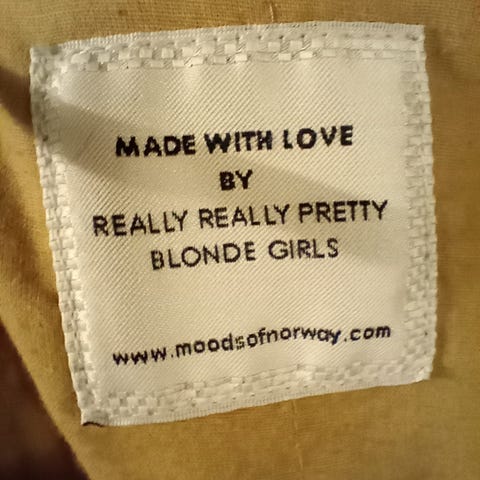 MADE WITH LOVE
BY
REALLY REALLY PRETTY
BLONDE GIRLS
www.moodsofnorway.com